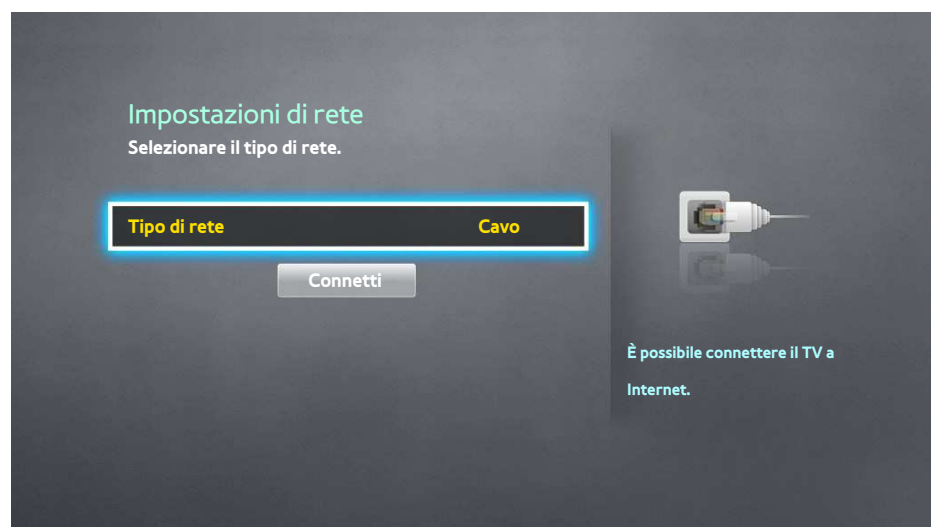 Impostazioni di rete
Selezionare il tipo di rete.
Tipo di rete Cavo
Connetti
È possibile connettere il TV a
Internet.